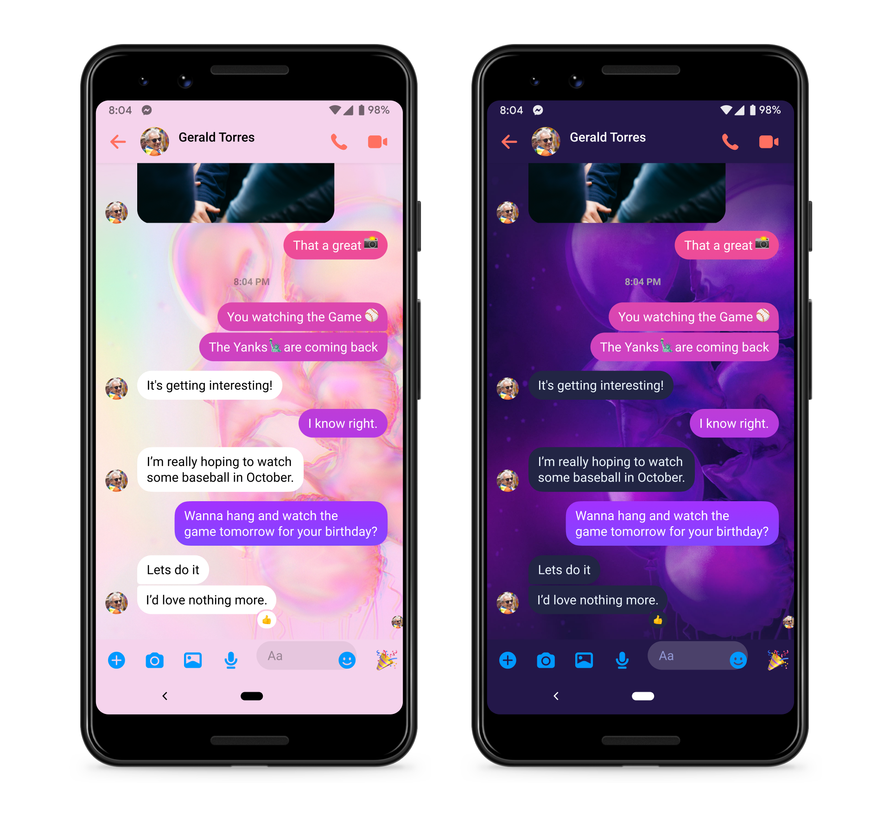 8:04 98%
Gerald Torres
That a great📸
8:04 PM
You watching the Game⚾
The Yanks🗽are coming back
It's getting interesting!
I know right.
I'm really hoping to watch
some baseball in October.
Wanna hang and watch the
game tomorrow for your birthday?
Lets do it
I'd love nothing more.
Aa
8:04 98%
Gerald Torres
That a great📸
8:04 PM
You watching the Game⚾
The Yanks🗽are coming back
It's getting interesting!
I know right.
I'm really hoping to watch
some baseball in October.
Wanna hang and watch the
game tomorrow for your birthday?
Lets do it
I'd love nothing more.
Aa